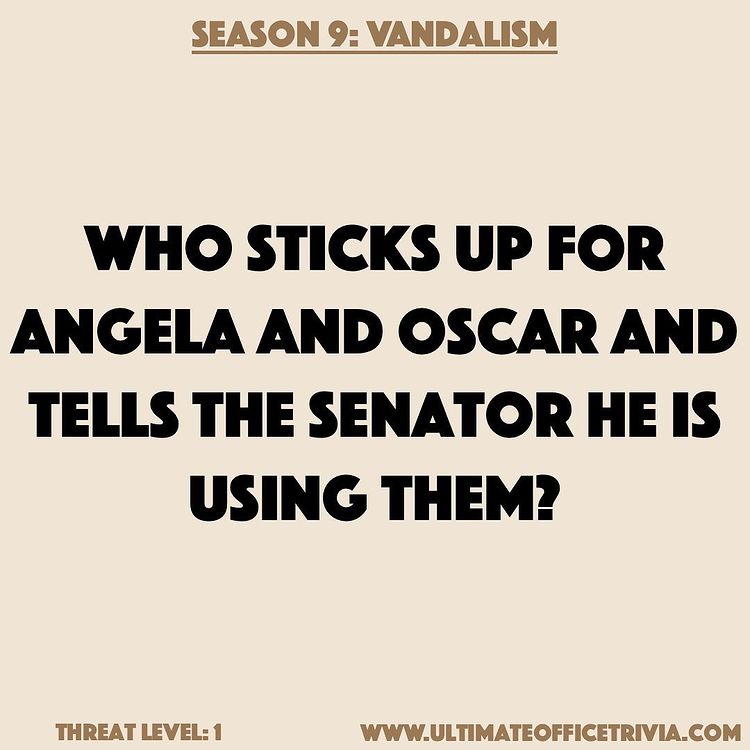 SEASON 9: VANDALISM
WHO STICKS UP FOR
ANGELA AND OSCAR AND
TELLS THE SENATOR HE IS
USING THEM?
THREAT LEVEL: 1
WWW.ULTIMATEOFFICETRIVIA.COM